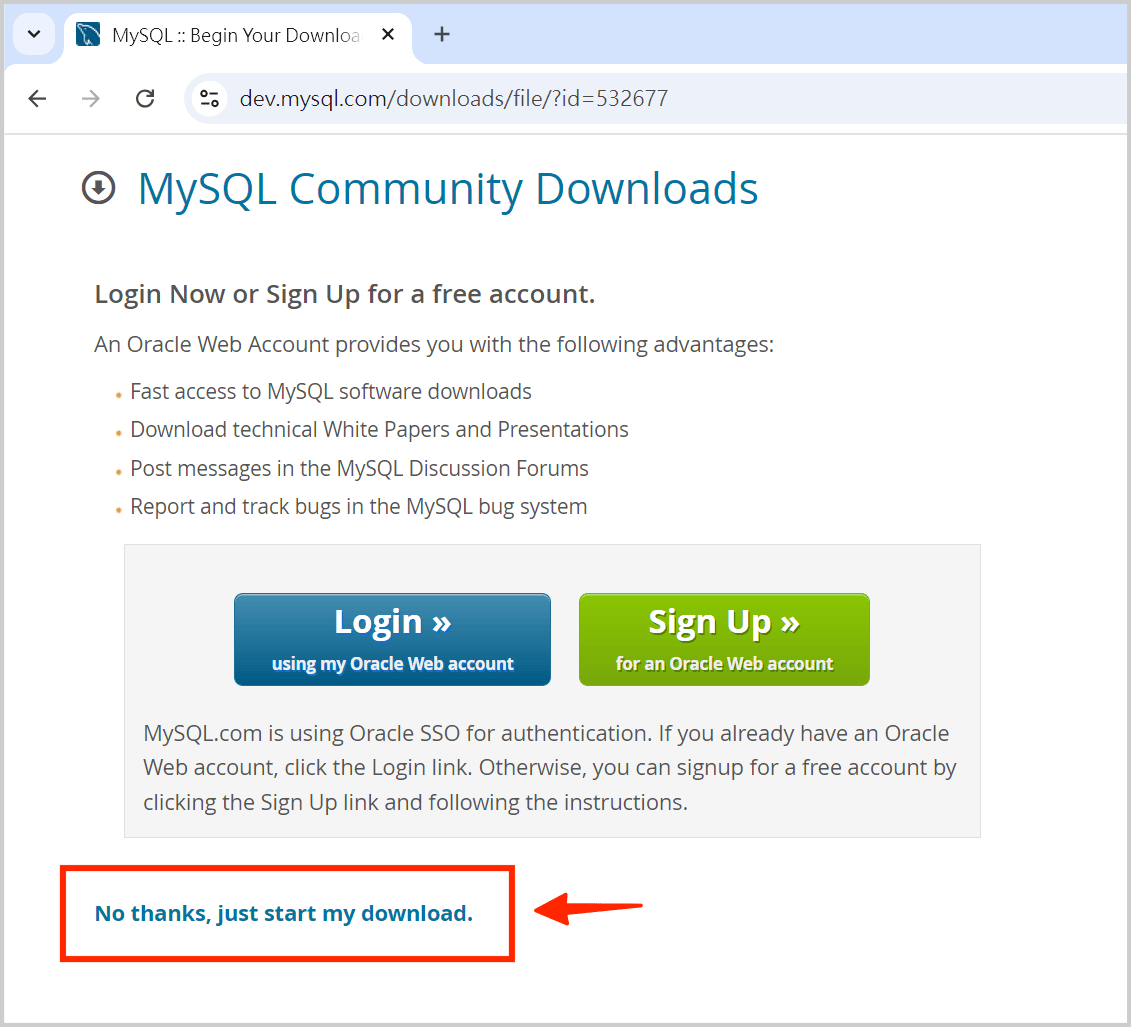 MySQL :: Begin Your Downloa
dev.mysql.com/downloads/file/?id=532677
MySQL Community Downloads
Login Now or Sign Up for a free account.
An Oracle Web Account provides you with the following advantages:
Fast access to MySQL software downloads
Download technical White Papers and Presentations
Post messages in the MySQL Discussion Forums
Report and track bugs in the MySQL bug system
Login »
using my Oracle Web account
Sign Up »
for an Oracle Web account
MySQL.com is using Oracle SSO for authentication. If you already have an Oracle
Web account, click the Login link. Otherwise, you can signup for a free account by
clicking the Sign Up link and following the instructions.
No thanks, just start my download.